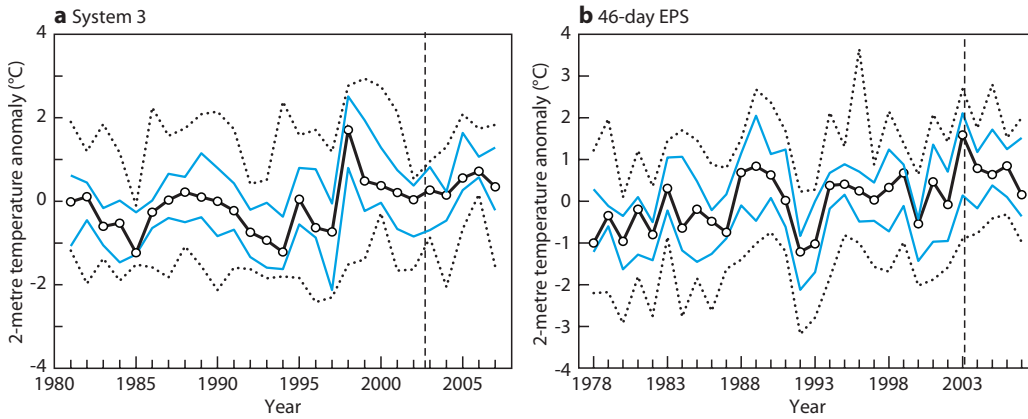 a System 3
4
2
0
-2
-4
2-metre temperature anomaly (°C)
1980 1985 1990 1995 2000 2005
Year
b 46-day EPS
4
3
2
1
0
-1
-2
-3
-4
2-metre temperature anomaly (°C)
1978 1983 1988 1993 1998 2003
Year